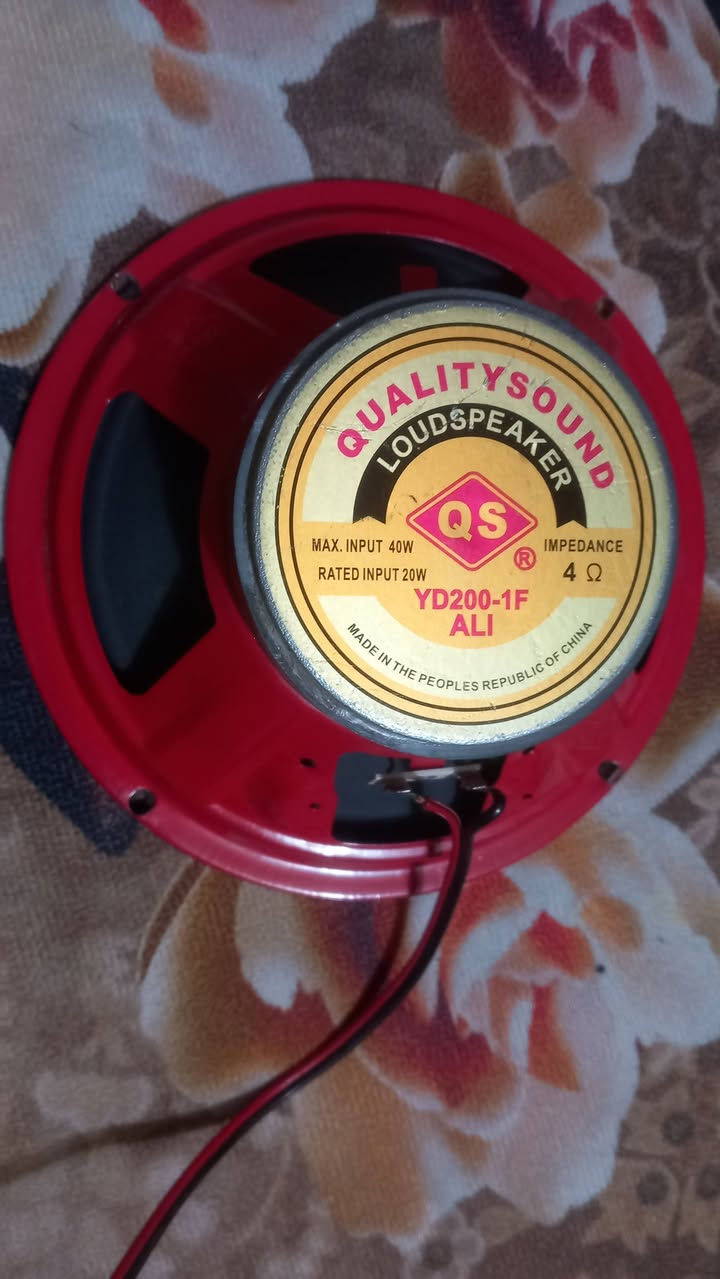 QUALITYSOUND
LOUDSPEAKER
QS
®
MAX. INPUT 40W
RATED INPUT 20W
IMPEDANCE
4 Ω
YD200-1F
ALI
MADE IN THE PEOPLES REPUBLIC OF CHINA